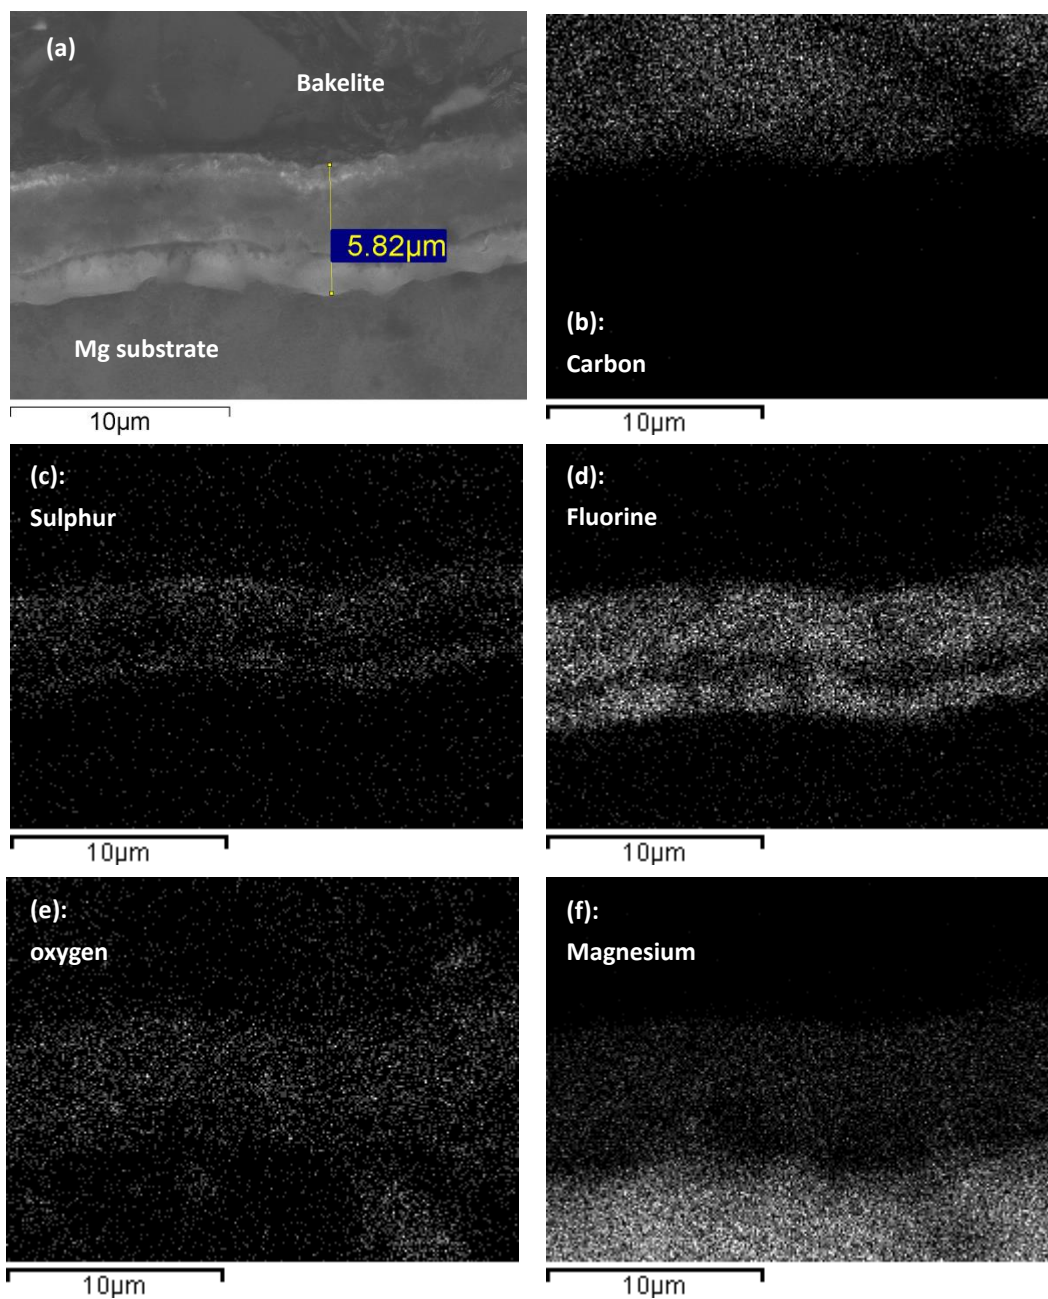 (a)
Bakelite
5.82µm
Mg substrate
10µm
(b):
Carbon
10µm
(c):
Sulphur
10µm
(d):
Fluorine
10µm
(e):
oxygen
10µm
(f):
Magnesium
10µm